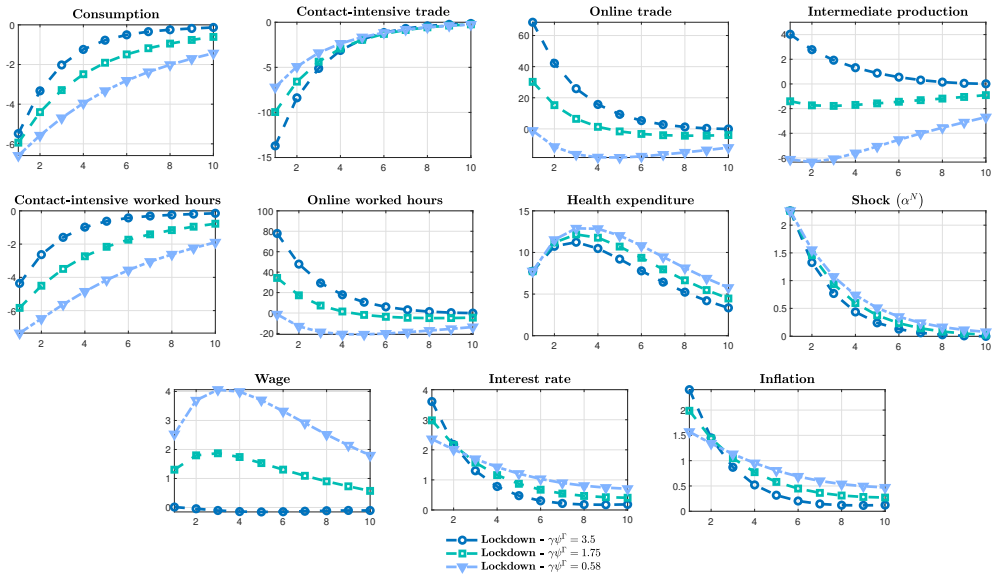 Consumption
Contact-intensive trade
Online trade
Intermediate production
0
-2
-4
-6
2 4 6 8 10
0
-5
-10
-15
2 4 6 8 10
60
40
20
0
2 4 6 8 10
4
2
0
-2
-4
-6
2 4 6 8 10
Contact-intensive worked hours
Online worked hours
Health expenditure
Shock (α^N)
0
-2
-4
-6
2 4 6 8 10
100
80
60
40
20
0
-20
2 4 6 8 10
15
10
5
0
2 4 6 8 10
2
1.5
1
0.5
0
2 4 6 8 10
Wage
Interest rate
Inflation
4
3
2
1
0
2 4 6 8 10
4
3
2
1
0
2 4 6 8 10
2
1.5
1
0.5
0
2 4 6 8 10
Lockdown - γψ^Γ = 3.5
Lockdown - γψ^Γ = 1.75
Lockdown - γψ^Γ = 0.58